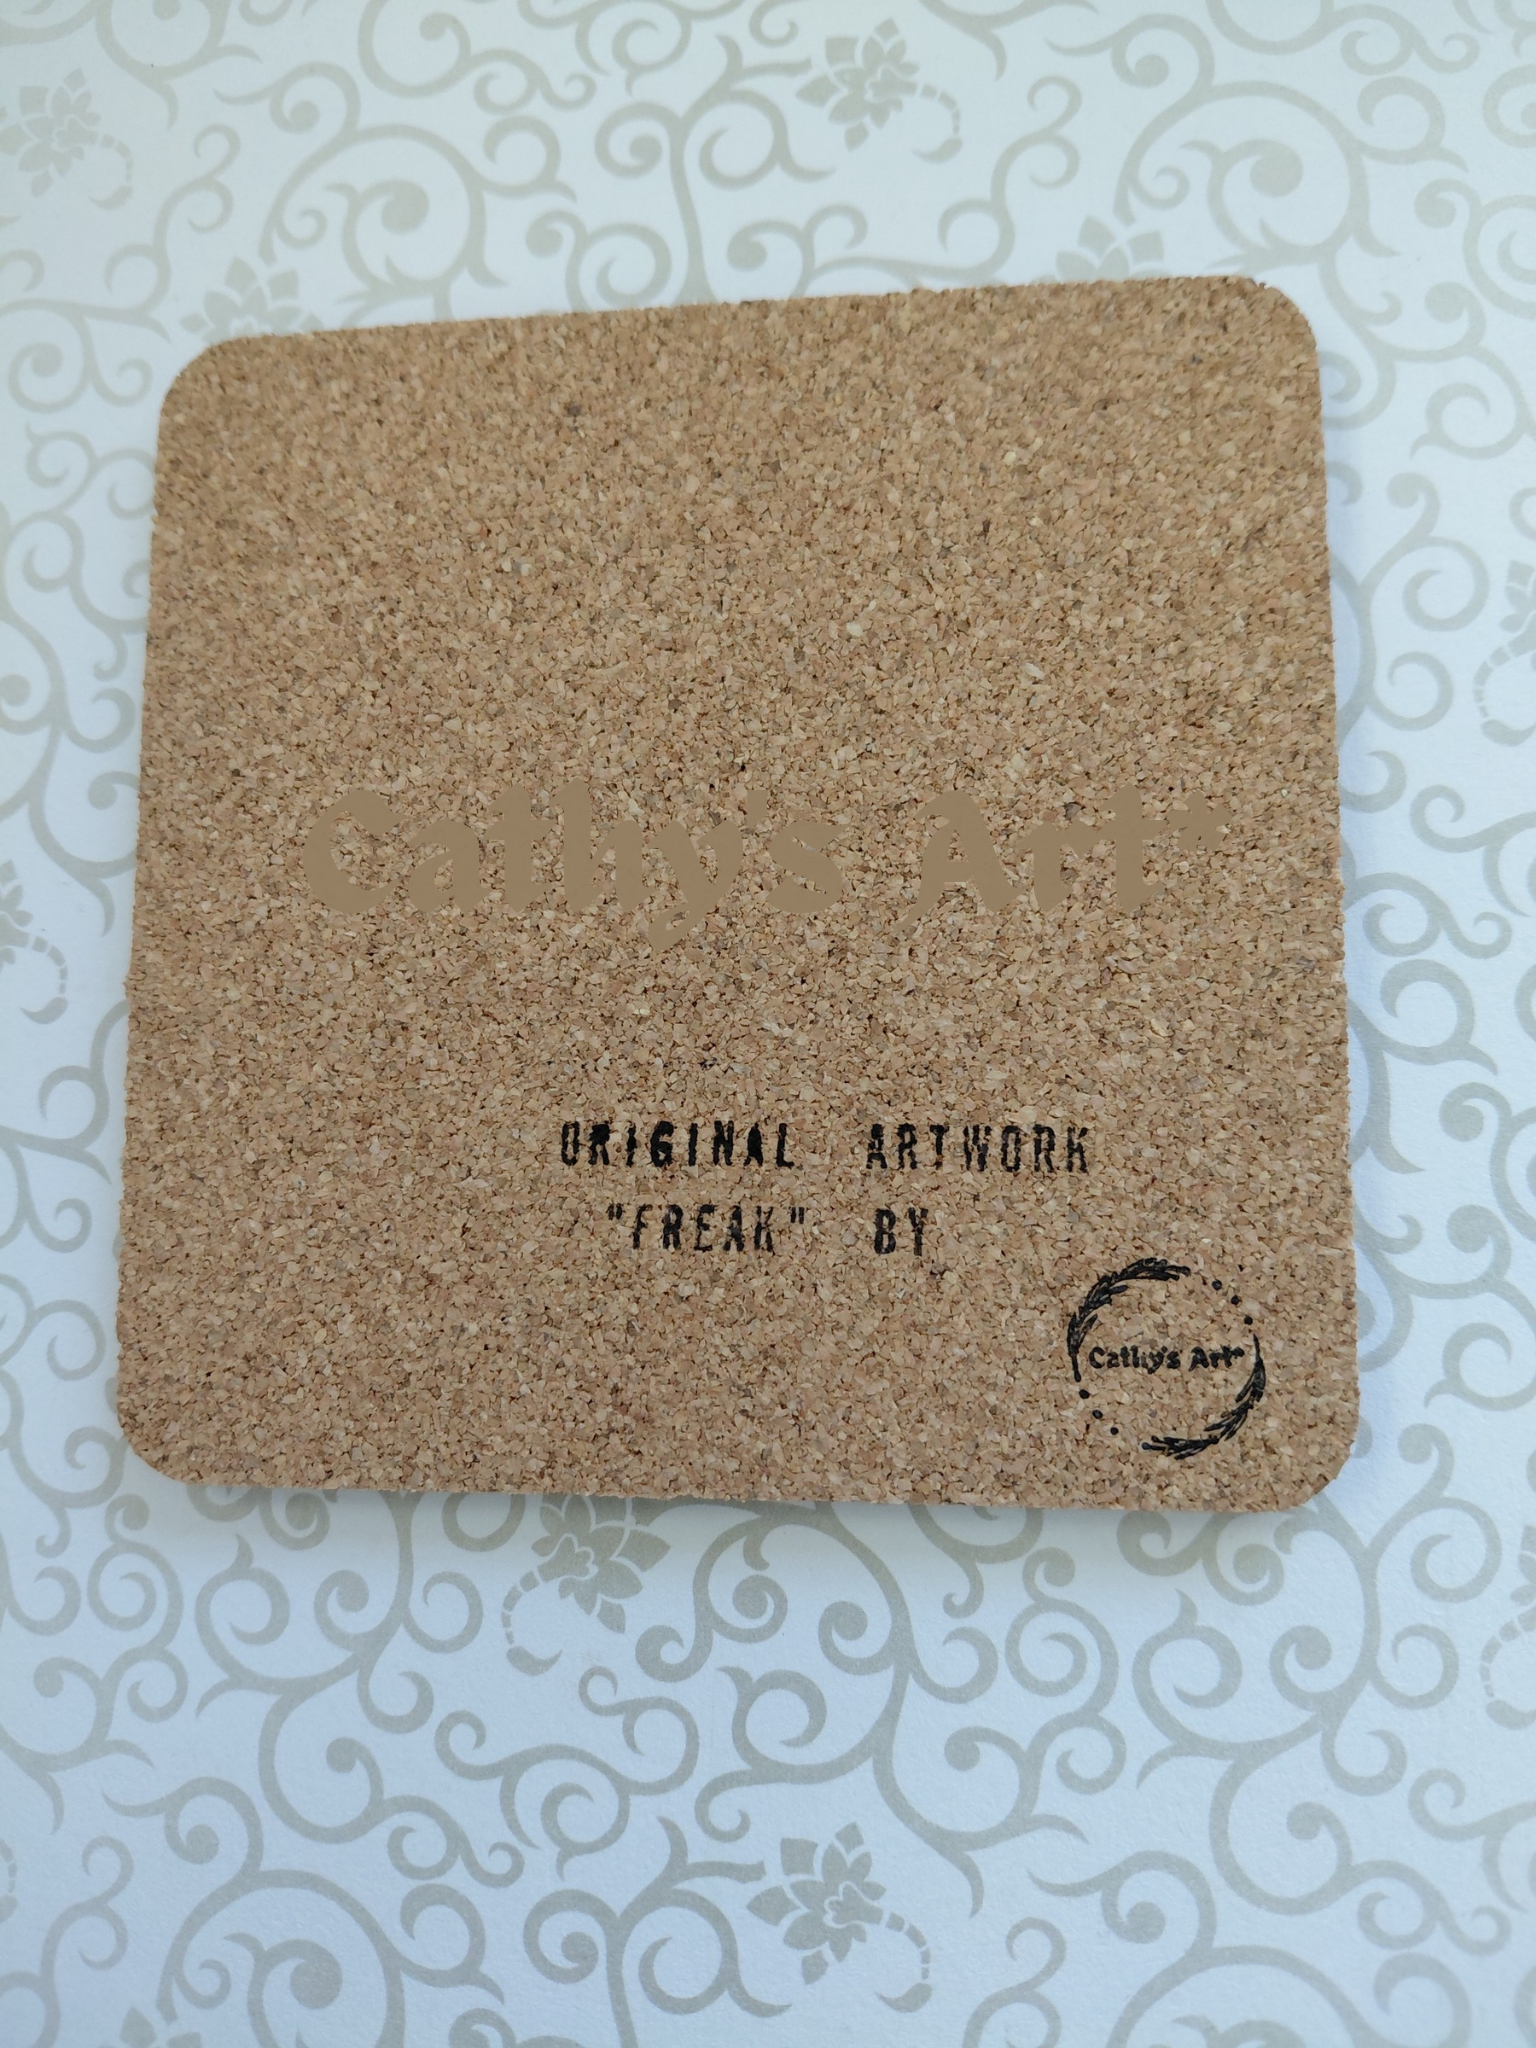 Cathy's Art*
ORIGINAL ARTWORK
"FREAK" BY
Cathy's Art*